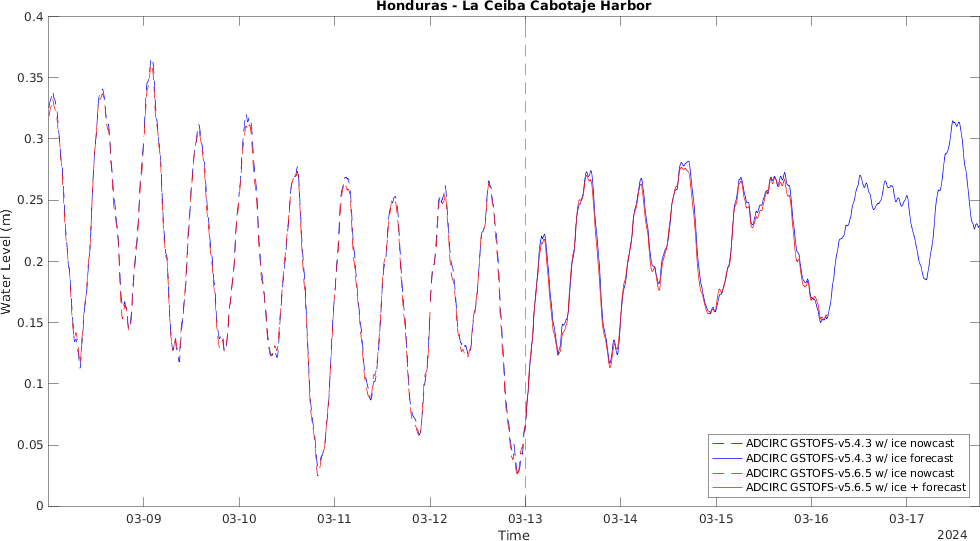 Honduras - La Ceiba Cabotaje Harbor
0.4
0.35
0.3
0.25
0.2
0.15
0.1
0.05
0
Water Level (m)
03-09 03-10 03-11 03-12 03-13 03-14 03-15 03-16 03-17
Time
2024
ADCIRC GSTOFS-v5.4.3 w/ ice nowcast
ADCIRC GSTOFS-v5.4.3 w/ ice forecast
ADCIRC GSTOFS-v5.6.5 w/ ice nowcast
ADCIRC GSTOFS-v5.6.5 w/ ice + forecast